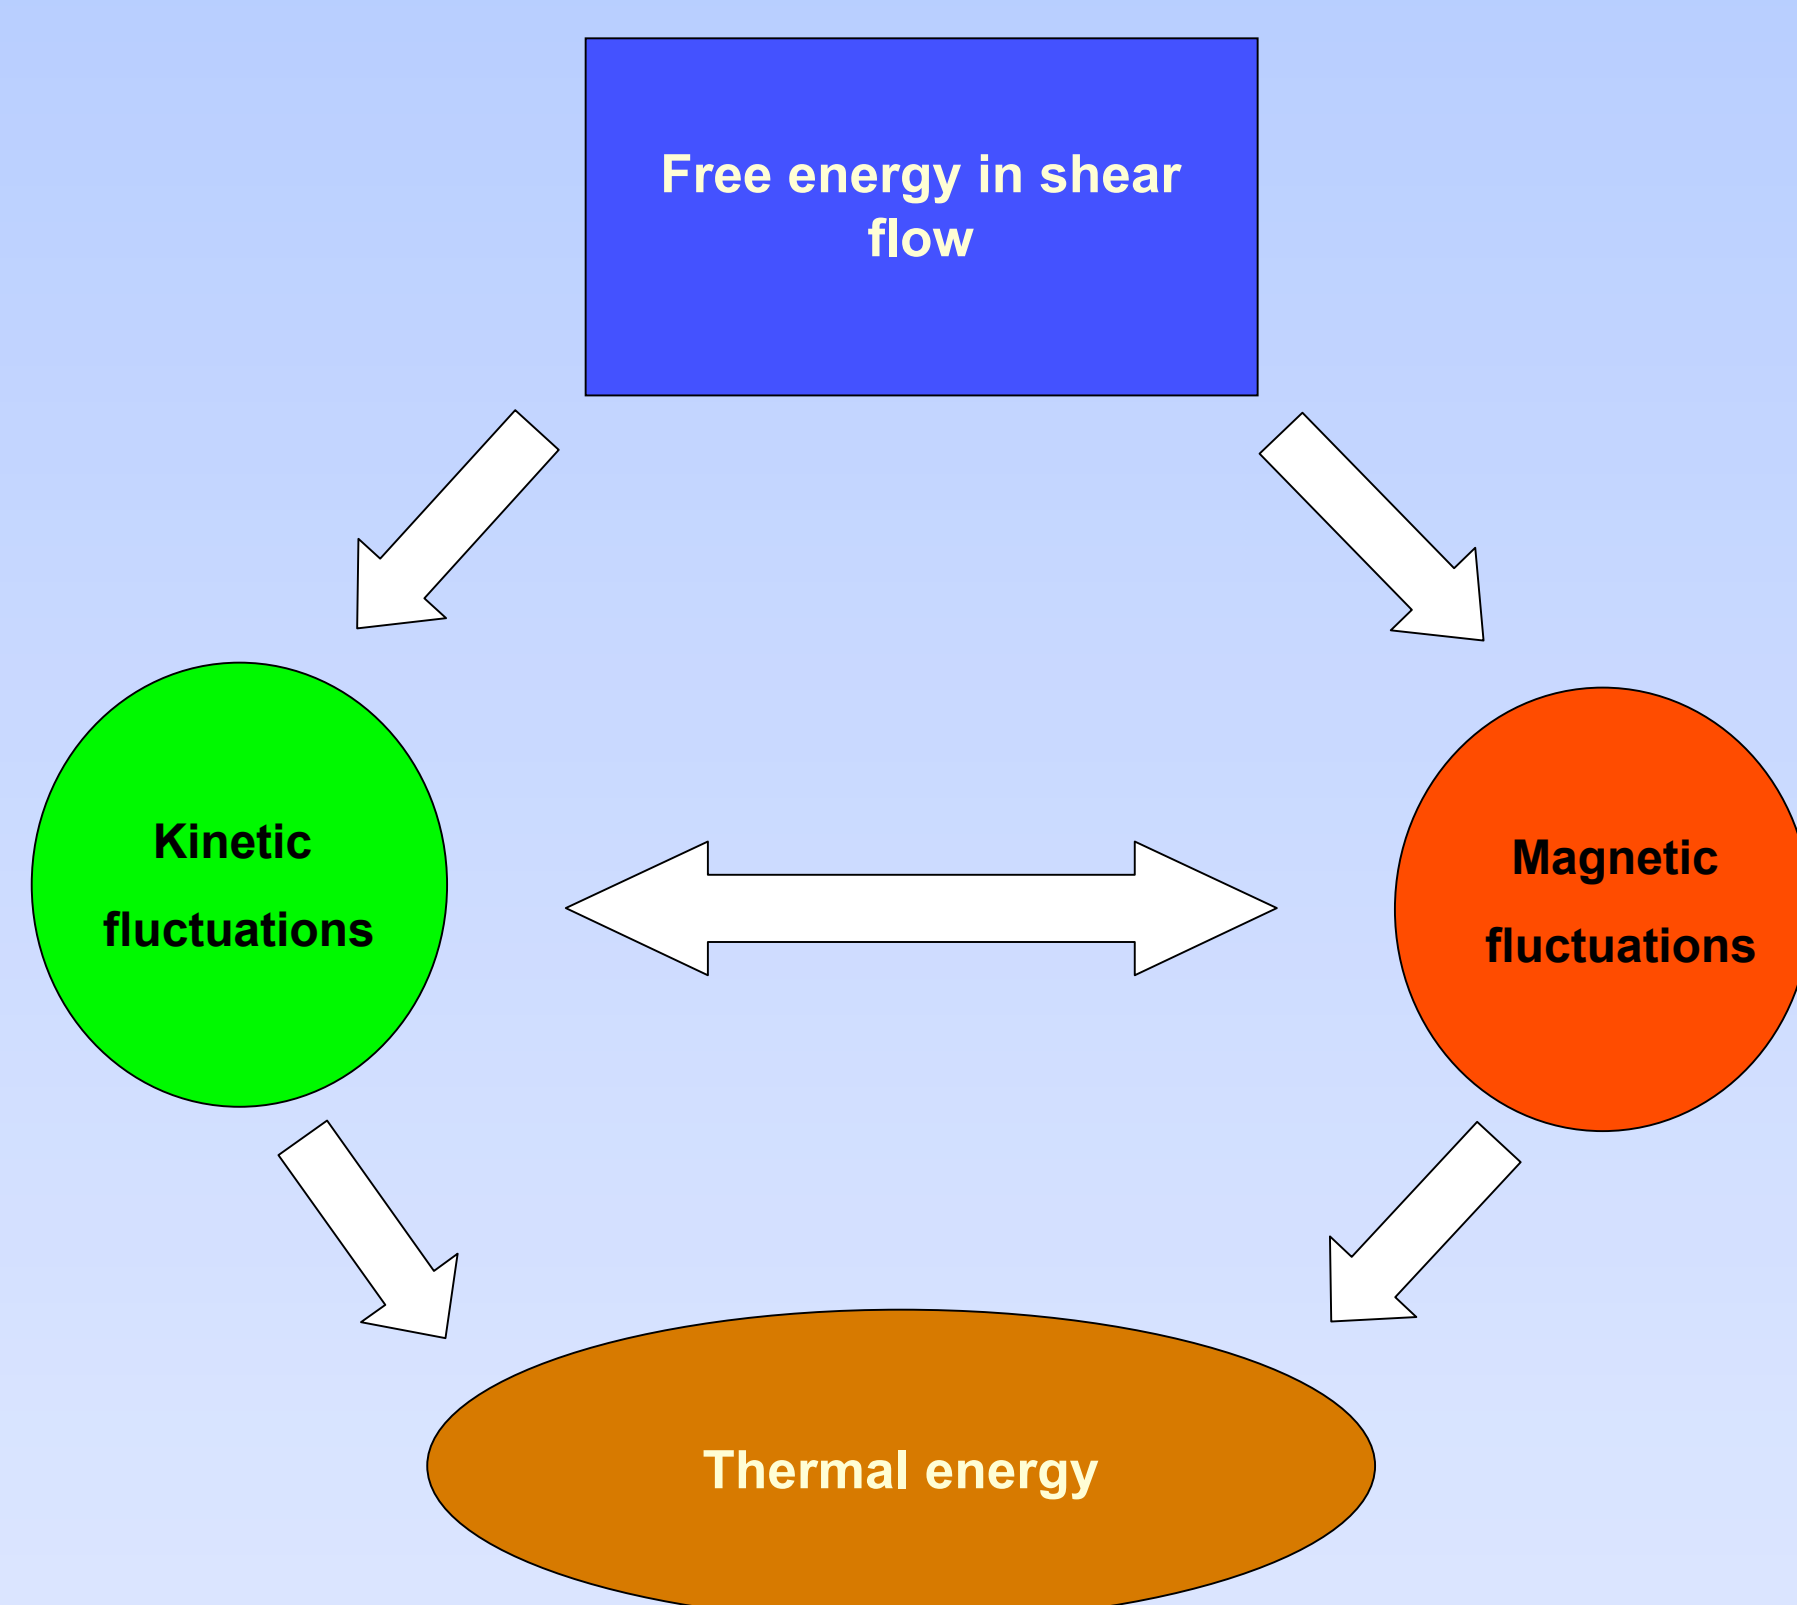 Free energy in shear
flow
Kinetic
fluctuations
Magnetic
fluctuations
Thermal energy